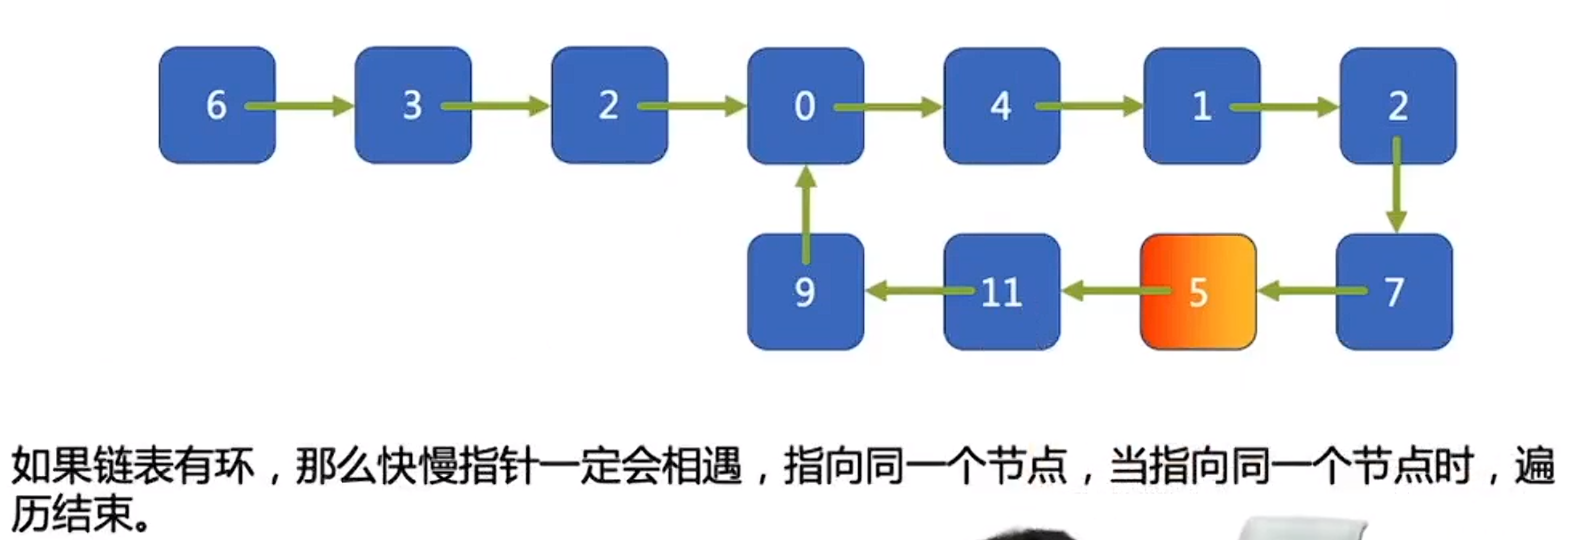 6 3 2 0 4 1 2
9 11 5 7
如果链表有环，那么快慢指针一定会相遇，指向同一个节点，当指向同一个节点时，遍
历结束。